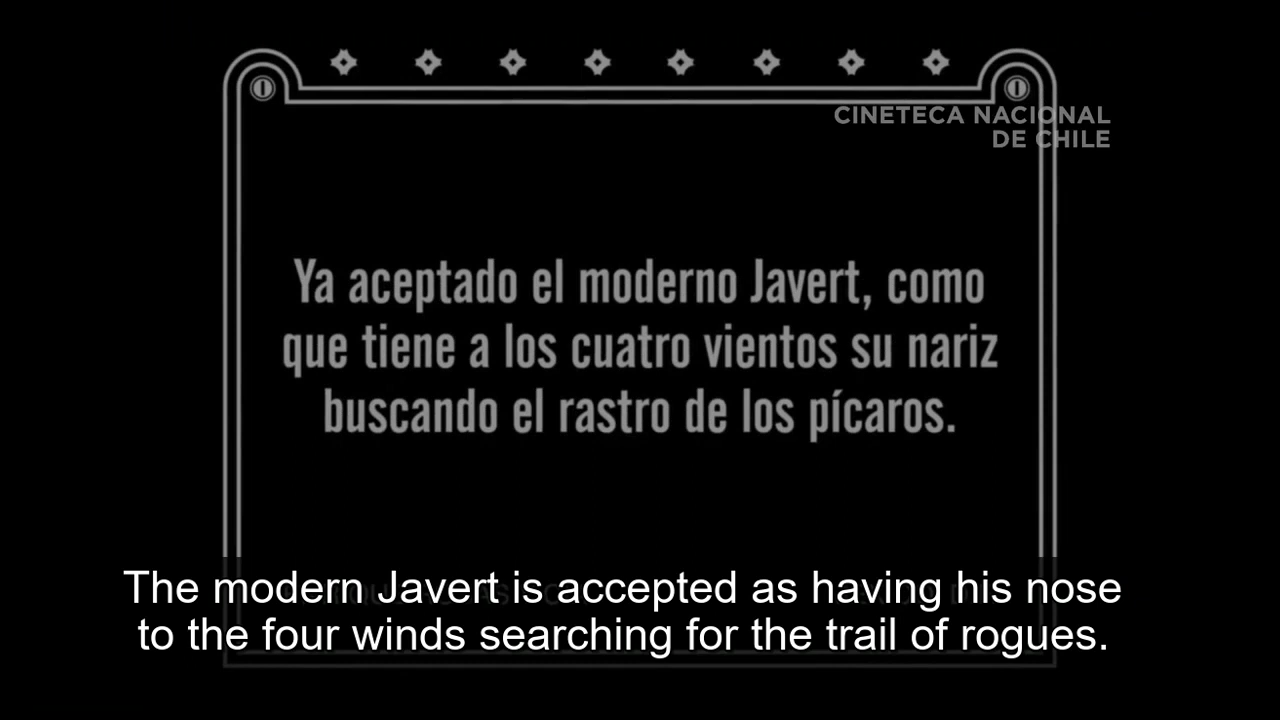 CINETECA NACIONAL
DE CHILE
Ya aceptado el moderno Javert, como
que tiene a los cuatro vientos su nariz
buscando el rastro de los pícaros.
The modern Javert is accepted as having his nose
to the four winds searching for the trail of rogues.